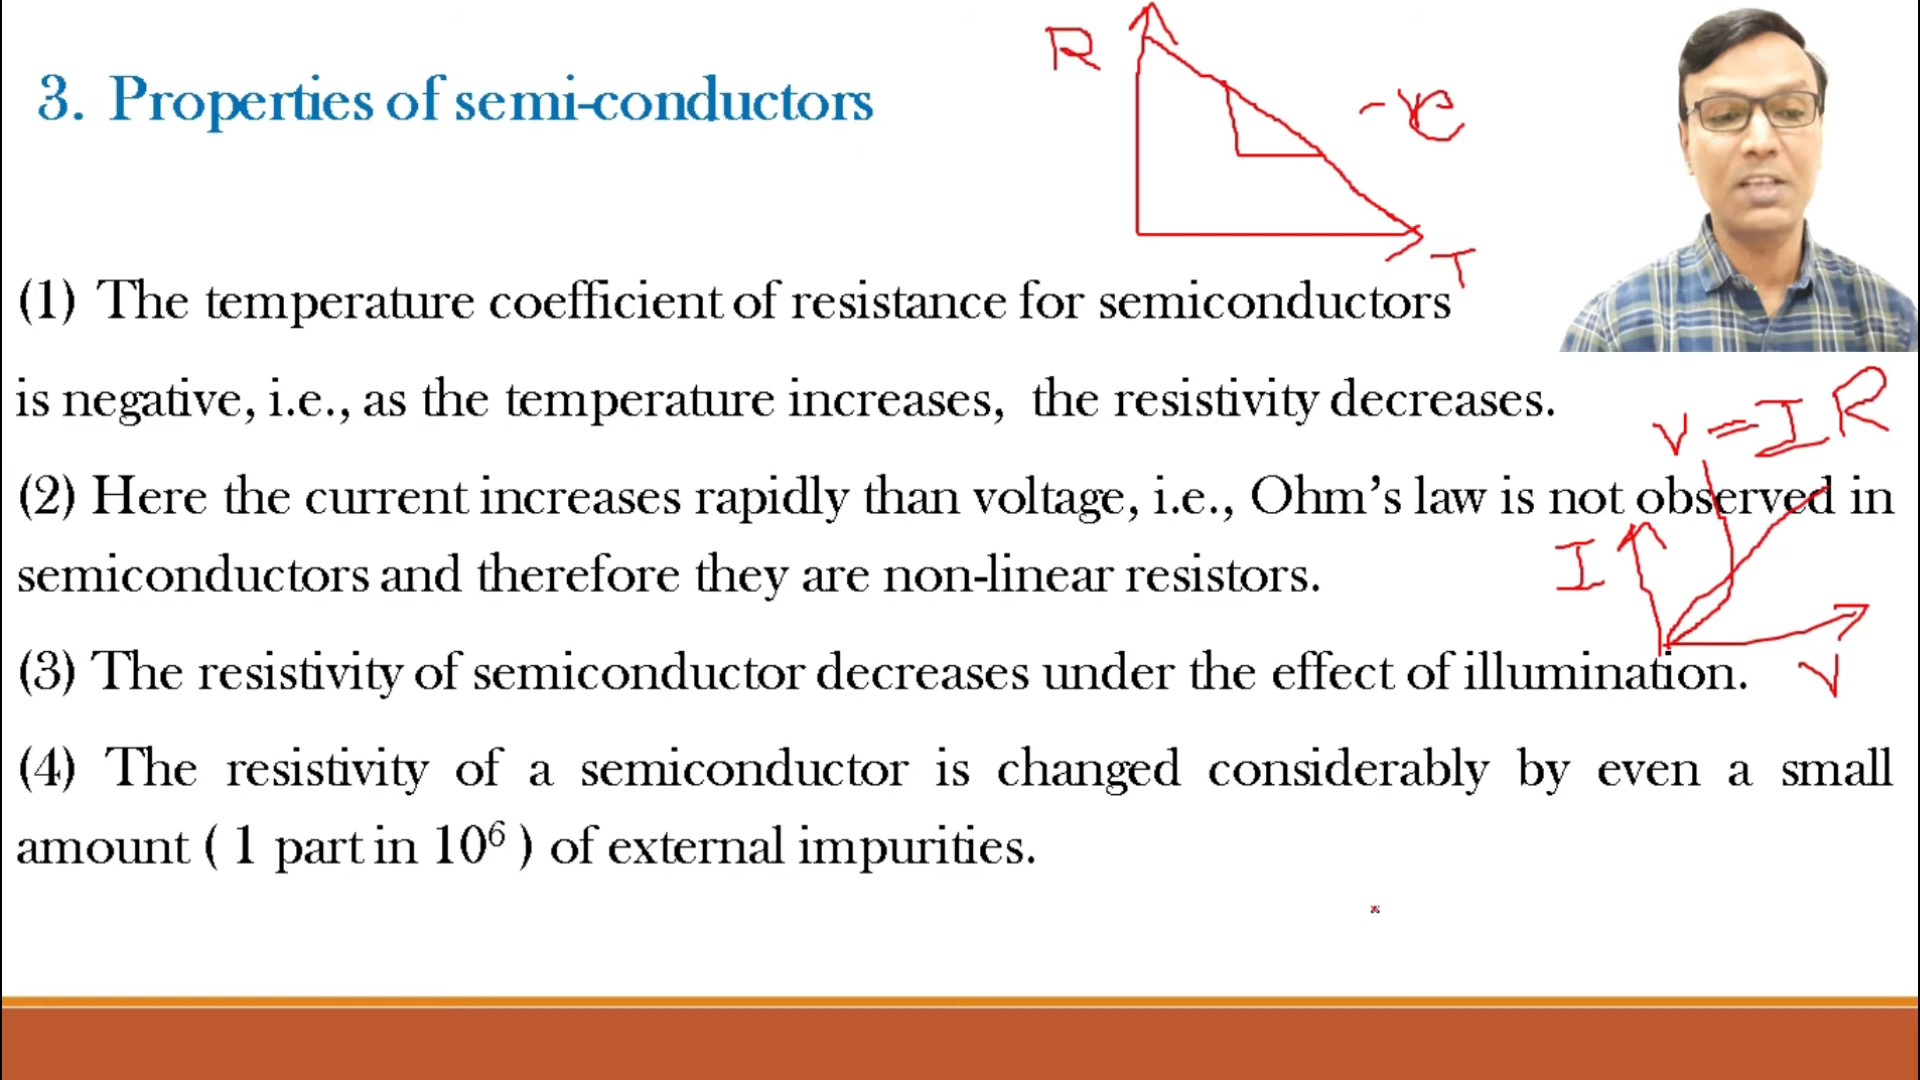 3. Properties of semi-conductors
R
-ve
T
(1) The temperature coefficient of resistance for semiconductors
is negative, i.e., as the temperature increases, the resistivity decreases.
V = IR
(2) Here the current increases rapidly than voltage, i.e., Ohm’s law is not observed in
semiconductors and therefore they are non-linear resistors.
I
V
(3) The resistivity of semiconductor decreases under the effect of illumination.
(4) The resistivity of a semiconductor is changed considerably by even a small
amount ( 1 part in 10⁶ ) of external impurities.